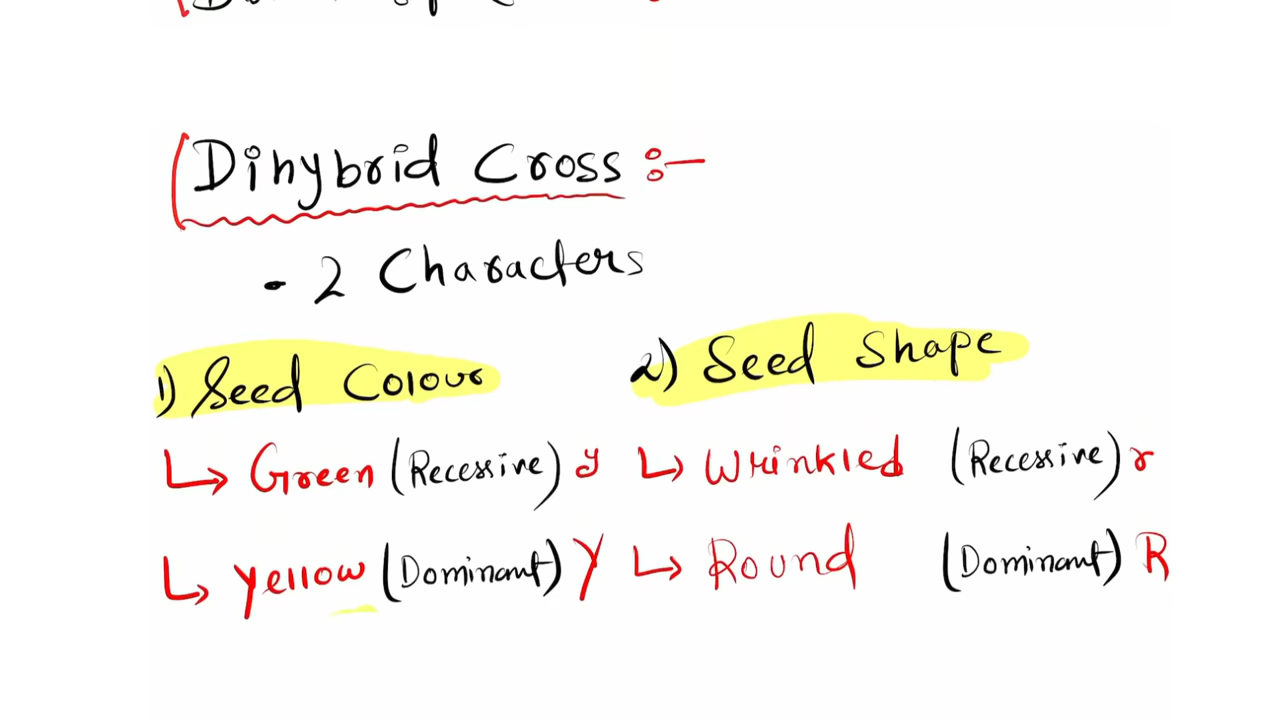 Dihybrid Cross :-
- 2 Characters
1) Seed Colour 2) Seed Shape
↳ Green (Recessive) y ↳ Wrinkled (Recessive) r
↳ Yellow (Dominant) Y ↳ Round (Dominant) R